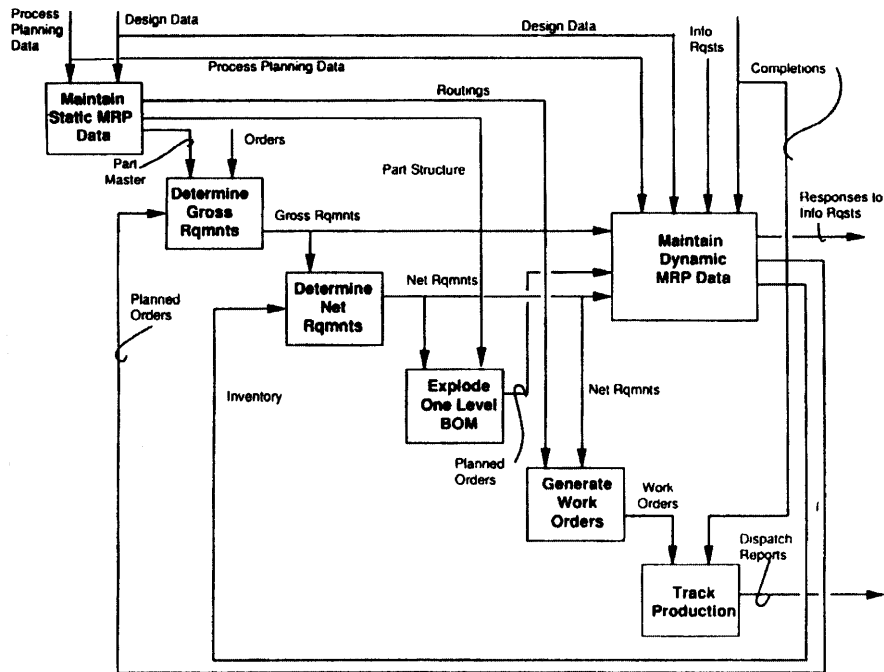 Process
Planning
Data
Design Data
Design Data
Info
Rqsts
Process Planning Data
Completions
Maintain
Static MRP
Data
Routings
Orders
Part
Master
Part Structure
Determine
Gross
Rqmnts
Gross Rqmnts
Responses to
Info Rqsts
Maintain
Dynamic
MRP Data
Determine
Net
Rqmnts
Net Rqmnts
Planned
Orders
Inventory
Explode
One Level
BOM
Net Rqmnts
Planned
Orders
Generate
Work
Orders
Work
Orders
Dispatch
Reports
Track
Production